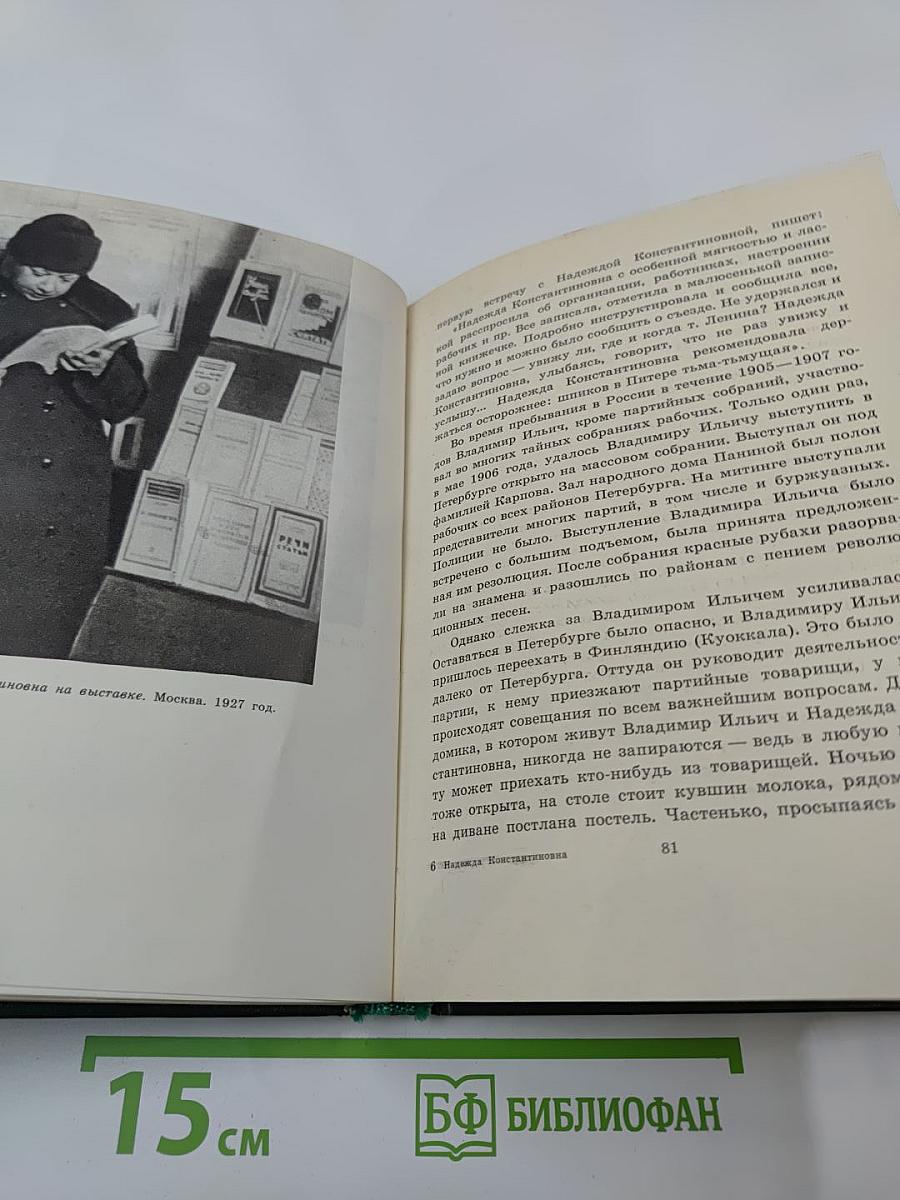 РЕЧИ
СТАТЬИ
иновна на выставке. Москва. 1927 год.
первую встречу с Надеждой Константиновной, пишет:
«Надежда Константиновна с особенной мягкостью и лас-
кой расспросила об организации, работниках, настроении
рабочих и пр. Все записала, отметила в малюсенькой запис-
ной книжечке. Подробно инструктировала и сообщила все,
что нужно и можно было сообщить о съезде. Не удержался и
задаю вопрос — увижу ли, где и когда т. Ленина? Надежда
Константиновна, улыбаясь, говорит, что не раз увижу и
услышу... Надежда Константиновна рекомендовала дер-
жаться осторожнее: шпиков в Питере тьма-тьмущая».
Во время пребывания в России в течение 1905—1907 го-
дов Владимир Ильич, кроме партийных собраний, участво-
вал во многих тайных собраниях рабочих. Только один раз,
в мае 1906 года, удалось Владимиру Ильичу выступить в
Петербурге открыто на массовом собрании. Выступал он под
фамилией Карпова. Зал народного дома Паниной был полон
рабочих со всех районов Петербурга. На митинге выступали
представители многих партий, в том числе и буржуазных.
Полиции не было. Выступление Владимира Ильича было
встречено с большим подъемом, была принята предложен-
ная им резолюция. После собрания красные рубахи разорва-
ли на знамена и разошлись по районам с пением револю
ционных песен.
Однако слежка за Владимиром Ильичем усиливалас
Оставаться в Петербурге было опасно, и Владимиру Ильи
пришлось переехать в Финляндию (Куоккала). Это было
далеко от Петербурга. Оттуда он руководит деятельност
партии, к нему приезжают партийные товарищи, у
происходят совещания по всем важнейшим вопросам. Д
домика, в котором живут Владимир Ильич и Надежда
стантиновна, никогда не запираются — ведь в любую
ту может приехать кто-нибудь из товарищей. Ночью
тоже открыта, на столе стоит кувшин молока, рядом
на диване постлана постель. Частенько, просыпаясь
6 Надежда Константиновна
81
15 см
БФ БИБЛИОФАН